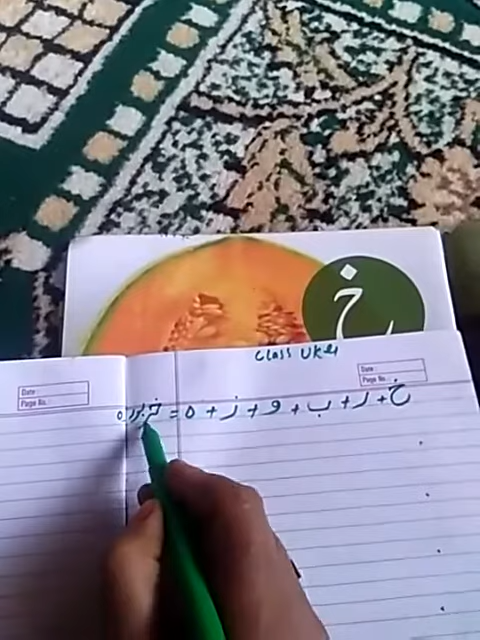 خ
Class UKG
Date :
Page No. :
Date :
Page No. :
خ + ر + ب + و + ز + ه = خربوزہ